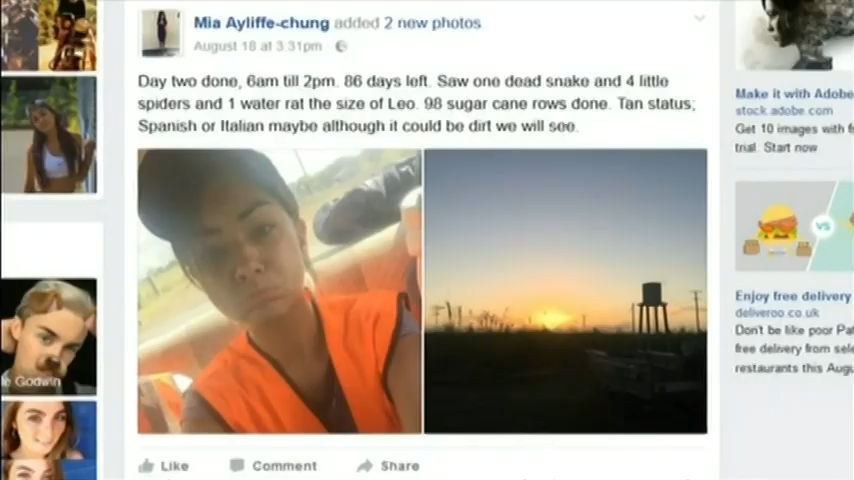 Mia Ayliffe-chung added 2 new photos
August 18 at 3:31pm
Day two done, 6am till 2pm. 86 days left. Saw one dead snake and 4 little
spiders and 1 water rat the size of Leo. 98 sugar cane rows done. Tan status;
Spanish or Italian maybe although it could be dirt we will see.
Like Comment Share
Godwin
Make it with Adobe
stock.adobe.com
Get 10 images with
trial. Start now
VS
Enjoy free delivery
deliveroo.co.uk
Don't be like poor
free delivery from
restaurants this